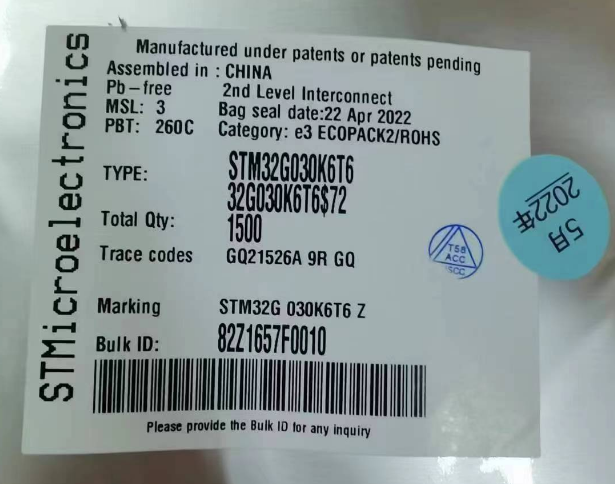 STMicroelectronics
Manufactured under patents or patents pending
Assembled in : CHINA
Pb-free 2nd Level Interconnect
MSL: 3 Bag seal date:22 Apr 2022
PBT: 260C Category: e3 ECOPACK2/ROHS
TYPE: STM32G030K6T6
32G030K6T6$72
Total Qty: 1500
Trace codes GQ21526A 9R GQ
Marking STM32G 030K6T6 Z
Bulk ID: 82Z1657F0010
Please provide the Bulk ID for any inquiry
TSB
ACC
SCC
2022年
5月